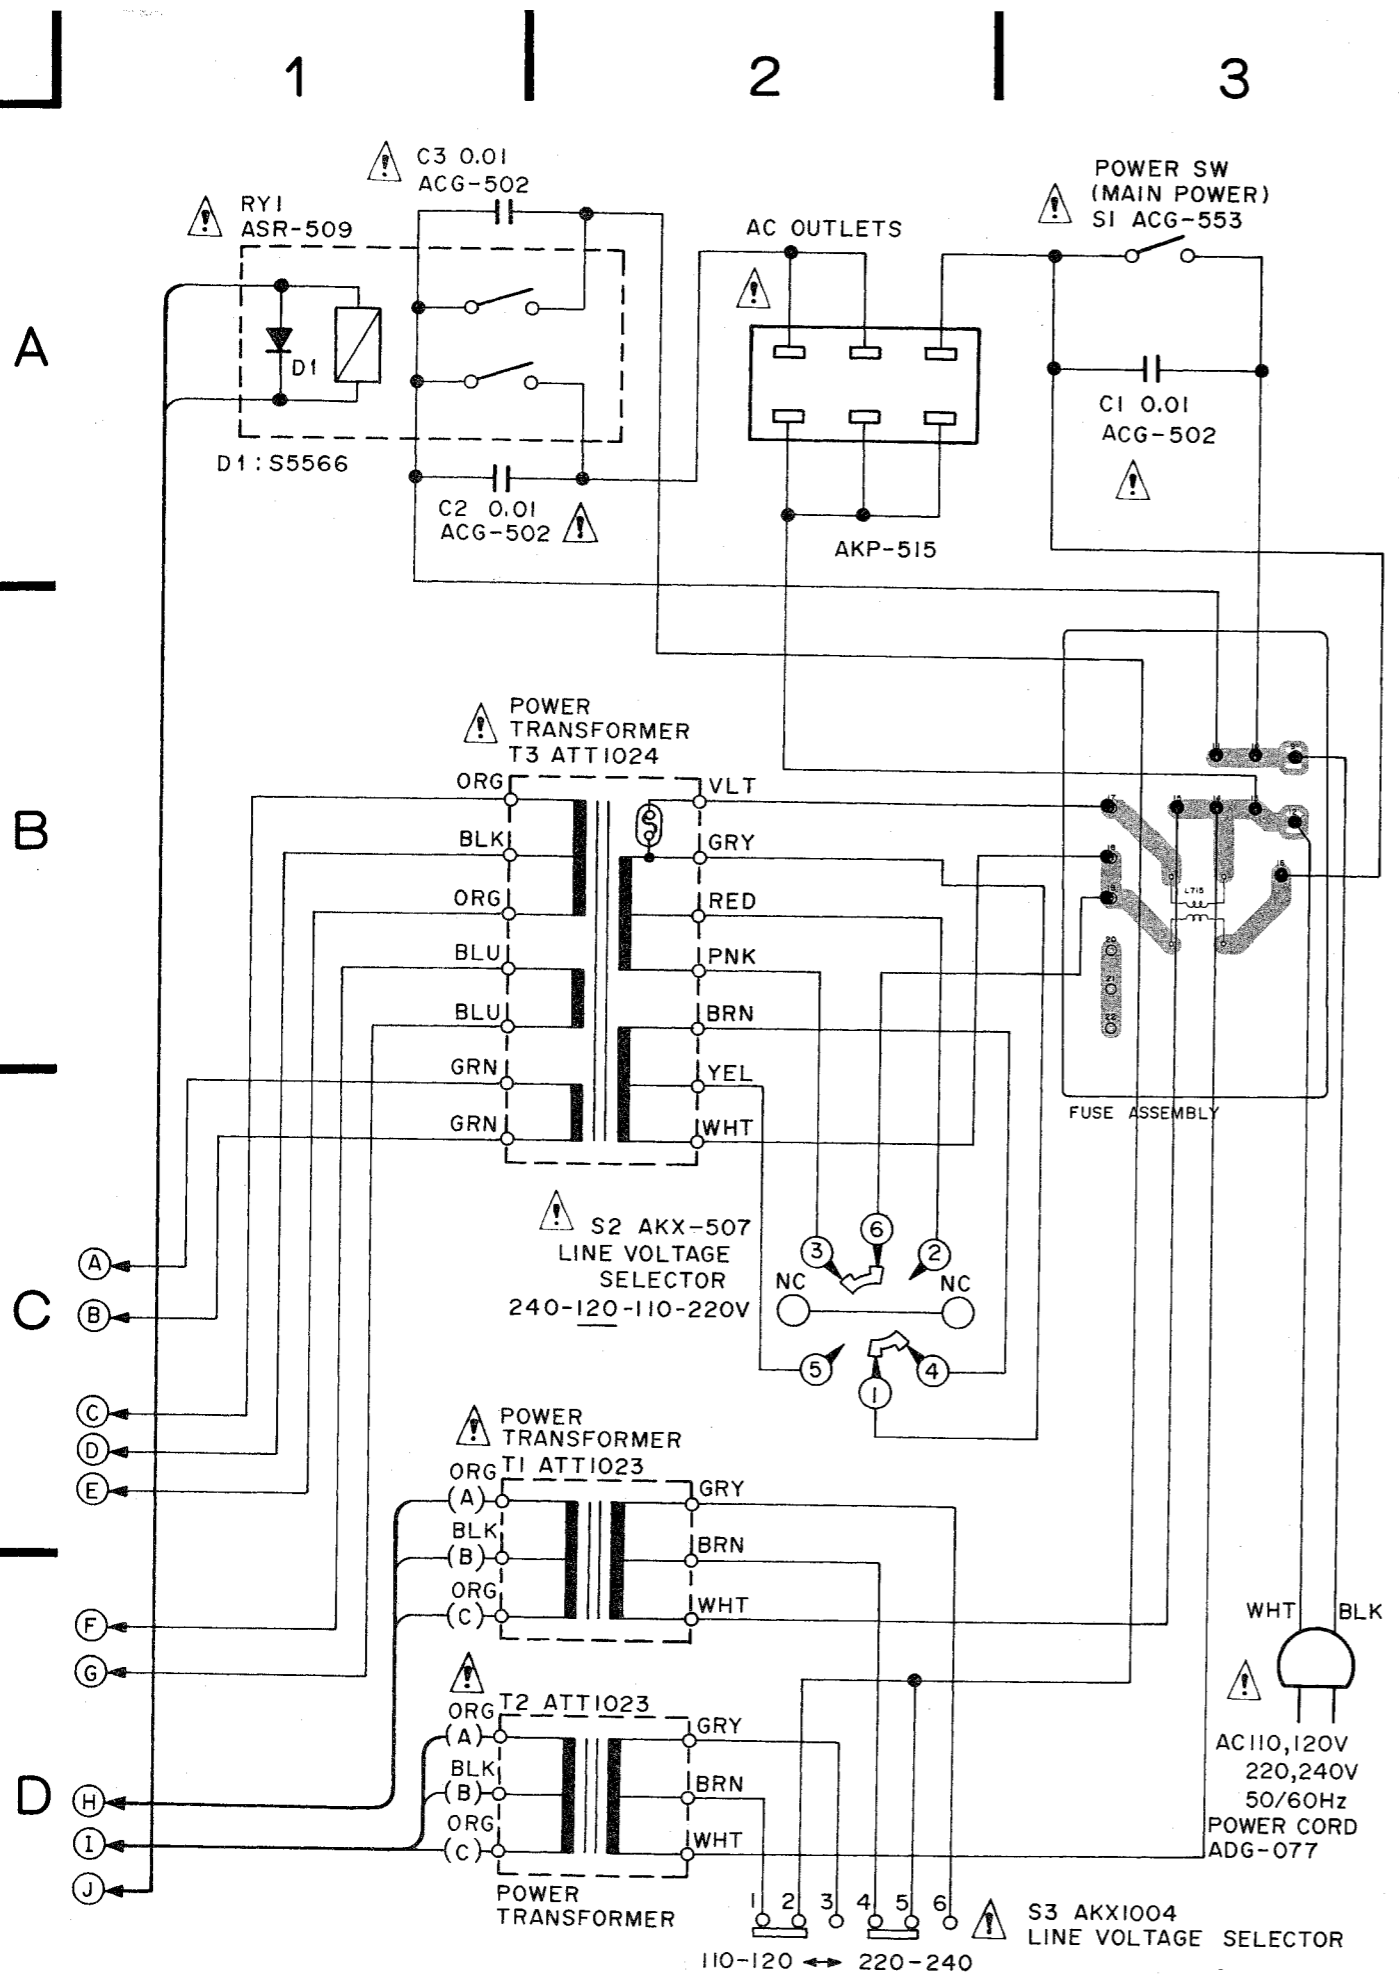 1
2
3
C3 0.01
ACG-502
RY1
ASR-509
AC OUTLETS
POWER SW
(MAIN POWER)
S1 ACG-553
A
D1
C1 0.01
ACG-502
D1:S5566
C2 0.01
ACG-502
AKP-515
POWER
TRANSFORMER
T3 ATT1024
ORG
VLT
B
BLK
GRY
ORG
RED
BLU
PNK
BLU
BRN
GRN
YEL
GRN
WHT
17
L715
20
21
22
FUSE ASSEMBLY
S2 AKX-507
LINE VOLTAGE
SELECTOR
240-120-110-220V
3
6
2
NC
NC
5
1
4
A
C
B
C
D
E
POWER
TRANSFORMER
T1 ATT1023
ORG
(A)
GRY
BLK
(B)
BRN
ORG
(C)
WHT
F
G
WHT
BLK
T2 ATT1023
ORG
(A)
GRY
BLK
(B)
BRN
ORG
(C)
WHT
D
H
I
J
AC110,120V
220,240V
50/60Hz
POWER CORD
ADG-077
POWER
TRANSFORMER
1 2 3 4 5 6
S3 AKX1004
LINE VOLTAGE SELECTOR
110-120 ↔ 220-240